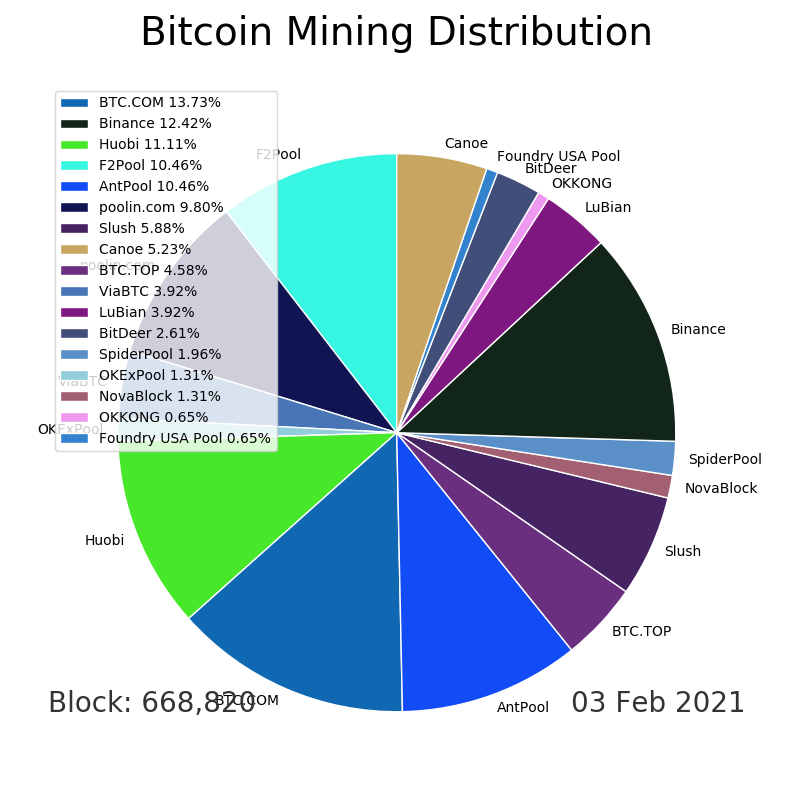 Bitcoin Mining Distribution
BTC.COM 13.73%
Binance 12.42%
Huobi 11.11%
F2Pool 10.46%
AntPool 10.46%
poolin.com 9.80%
Slush 5.88%
Canoe 5.23%
BTC.TOP 4.58%
ViaBTC 3.92%
LuBian 3.92%
BitDeer 2.61%
SpiderPool 1.96%
OKExPool 1.31%
NovaBlock 1.31%
OKKONG 0.65%
Foundry USA Pool 0.65%
Canoe
Foundry USA Pool
BitDeer
OKKONG
LuBian
Binance
SpiderPool
NovaBlock
Slush
BTC.TOP
AntPool
BTC.COM
Huobi
OKExPool
ViaBTC
poolin.com
F2Pool
Block: 668,820
03 Feb 2021